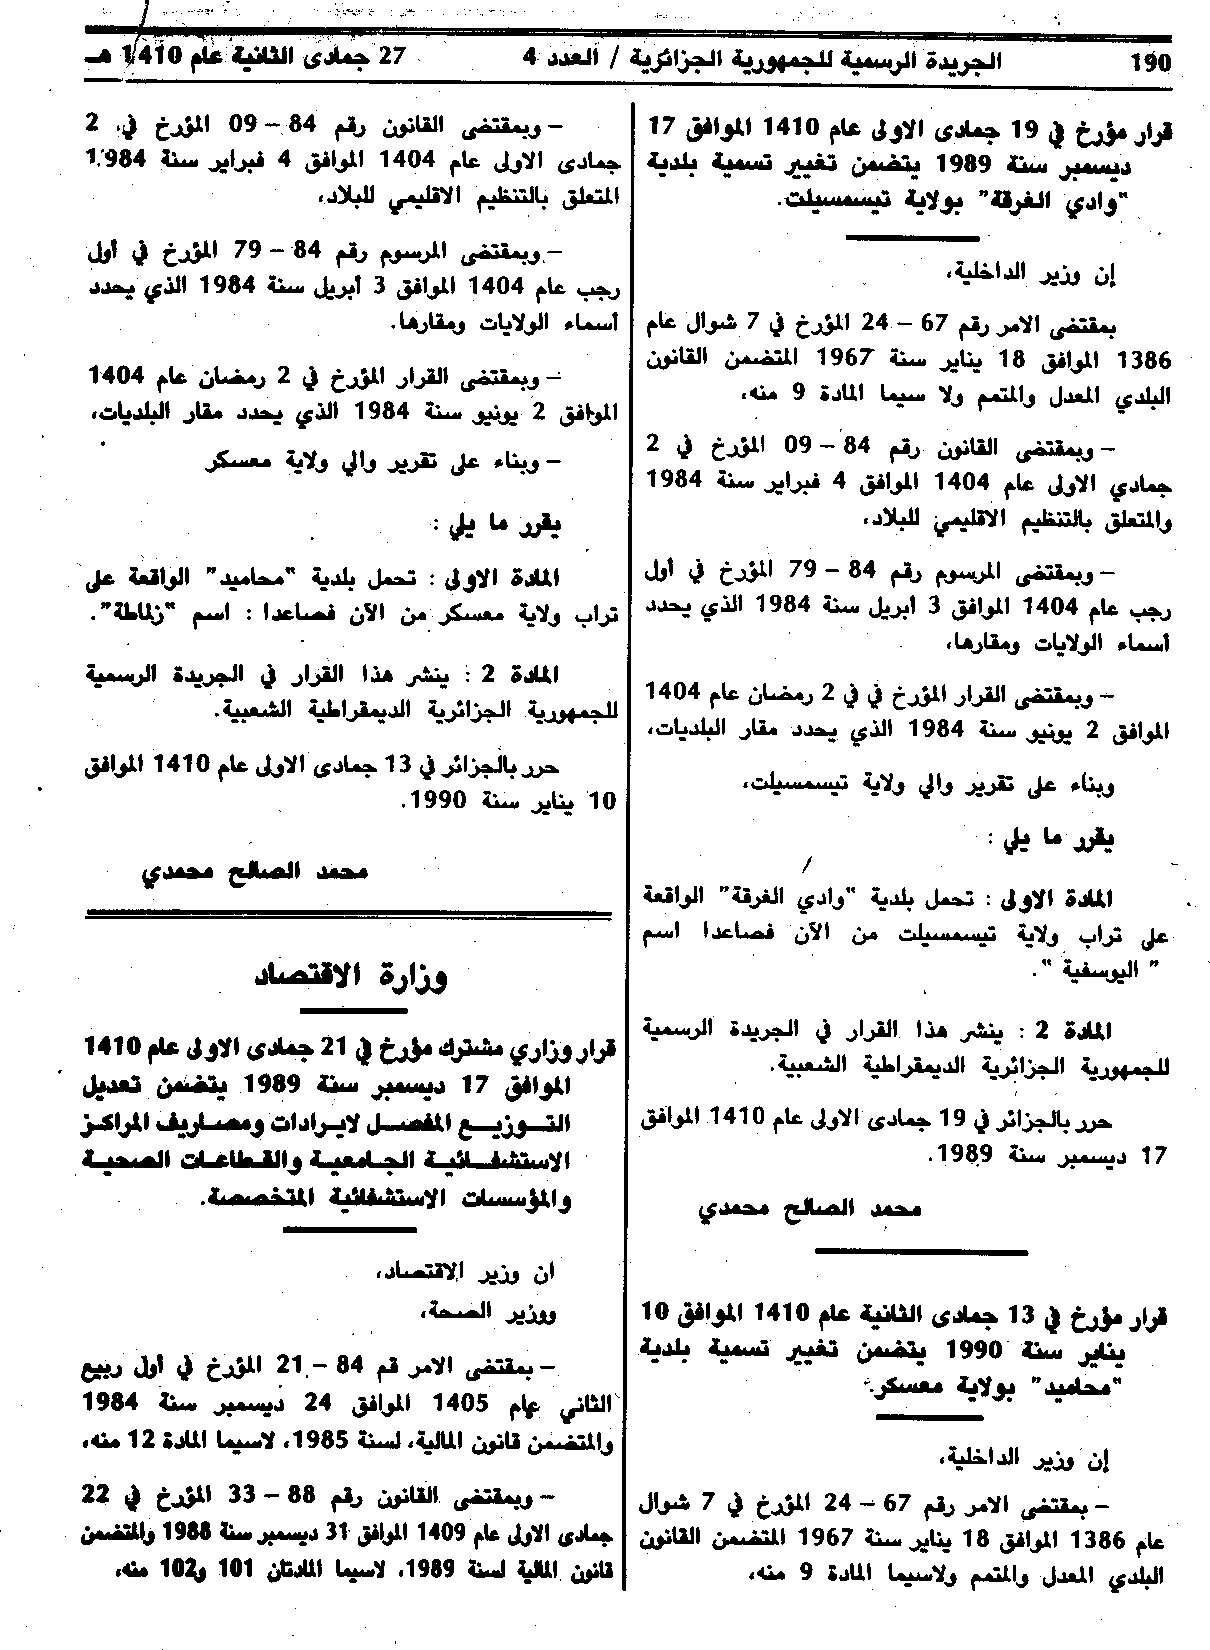 190 الجريدة الرسمية للجمهورية الجزائرية / العدد 4 27 جمادى الثانية عام 1410 هـ
قرار مؤرخ في 19 جمادى الاولى عام 1410 الموافق 17
ديسمبر سنة 1989 يتضمن تغيير تسمية بلدية
"وادي الغرقة" بولاية تيسمسيلت.
إن وزير الداخلية،
بمقتضى الامر رقم 67 – 24 المؤرخ في 7 شوال عام
1386 الموافق 18 يناير سنة 1967 المتضمن القانون
البلدي المعدل والمتمم ولا سيما المادة 9 منه،
– وبمقتضى القانون رقم 84 – 09 المؤرخ في 2
جمادي الاولى عام 1404 الموافق 4 فبراير سنة 1984
والمتعلق بالتنظيم الاقليمي للبلاد،
– وبمقتضى المرسوم رقم 84 – 79 المؤرخ في أول
رجب عام 1404 الموافق 3 ابريل سنة 1984 الذي يحدد
أسماء الولايات ومقارها،
– وبمقتضى القرار المؤرخ في في 2 رمضان عام 1404
الموافق 2 يونيو سنة 1984 الذي يحدد مقار البلديات،
وبناء على تقرير والي ولاية تيسمسيلت،
يقرر ما يلي :
المادة الاولى : تحمل بلدية "وادي الغرقة" الواقعة
على تراب ولاية تيسمسيلت من الآن فصاعدا اسم
" اليوسفية ".
المادة 2 : ينشر هذا القرار في الجريدة الرسمية
للجمهورية الجزائرية الديمقراطية الشعبية.
حرر بالجزائر في 19 جمادى الاولى عام 1410 الموافق
17 ديسمبر سنة 1989.
محمد الصالح محمدي
قرار مؤرخ في 13 جمادى الثانية عام 1410 الموافق 10
يناير سنة 1990 يتضمن تغيير تسمية بلدية
"محاميد" بولاية معسكر.
إن وزير الداخلية،
– بمقتضى الامر رقم 67 – 24 المؤرخ في 7 شوال
عام 1386 الموافق 18 يناير سنة 1967 المتضمن القانون
البلدي المعدل والمتمم ولاسيما المادة 9 منه،
– وبمقتضى القانون رقم 84 – 09 المؤرخ في 2
جمادى الاولى عام 1404 الموافق 4 فبراير سنة 1984
المتعلق بالتنظيم الاقليمي للبلاد،
– وبمقتضى المرسوم رقم 84 – 79 المؤرخ في أول
رجب عام 1404 الموافق 3 أبريل سنة 1984 الذي يحدد
أسماء الولايات ومقارها.
– وبمقتضى القرار المؤرخ في 2 رمضان عام 1404
الموافق 2 يونيو سنة 1984 الذي يحدد مقار البلديات،
– وبناء على تقرير والي ولاية معسكر
يقرر ما يلي :
المادة الاولى : تحمل بلدية "محاميد" الواقعة على
تراب ولاية معسكر من الآن فصاعدا : اسم "زلماطة".
المادة 2 : ينشر هذا القرار في الجريدة الرسمية
للجمهورية الجزائرية الديمقراطية الشعبية.
حرر بالجزائر في 13 جمادى الاولى عام 1410 الموافق
10 يناير سنة 1990.
محمد الصالح محمدي
وزارة الاقتصاد
قرار وزاري مشترك مؤرخ في 21 جمادى الاولى عام 1410
الموافق 17 ديسمبر سنة 1989 يتضمن تعديل
التوزيع المفصل لايرادات ومصاريف المراكز
الاستشفائية الجامعية والقطاعات الصحية
والمؤسسات الاستشفائية المتخصصة.
ان وزير الاقتصاد،
ووزير الصحة،
– بمقتضى الامر قم 84 – 21 المؤرخ في أول ربيع
الثاني عام 1405 الموافق 24 ديسمبر سنة 1984
والمتضمن قانون المالية، لسنة 1985، لاسيما المادة 12 منه،
– وبمقتضى القانون رقم 88 – 33 المؤرخ في 22
جمادى الاولى عام 1409 الموافق 31 ديسمبر سنة 1988 والمتضمن
قانون المالية لسنة 1989، لاسيما المادتان 101 و102 منه،